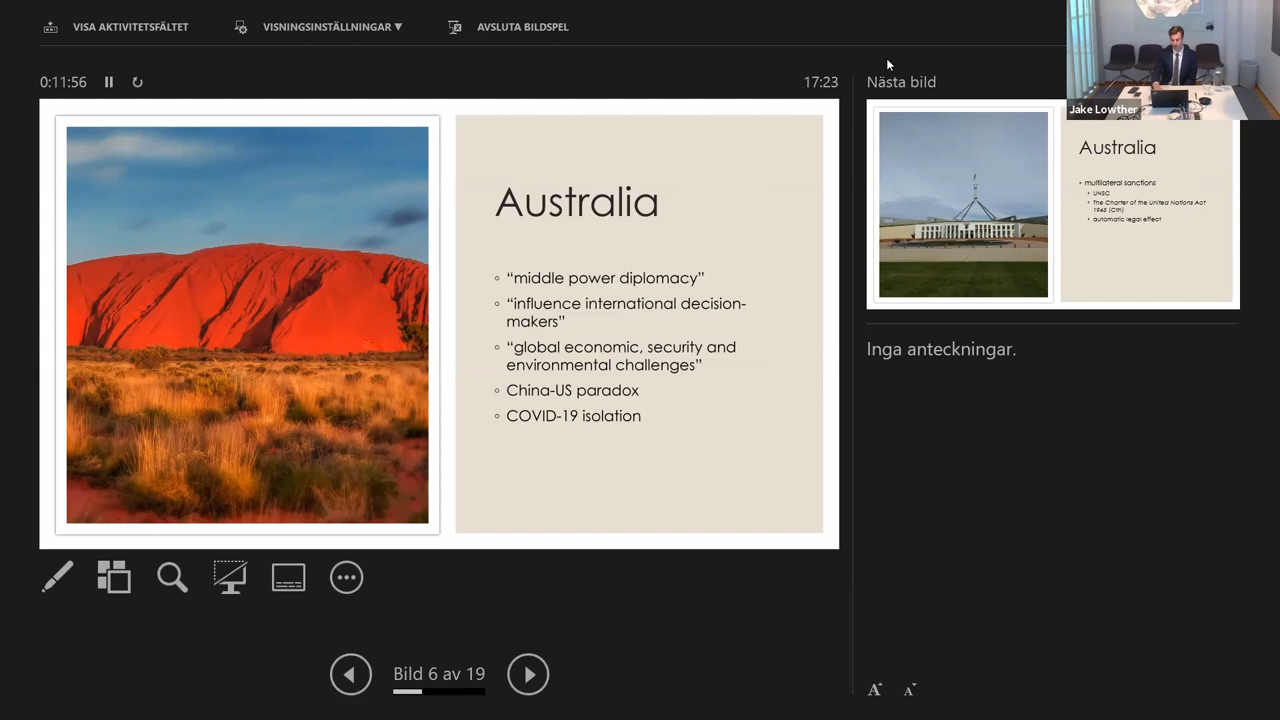 VISA AKTIVITETSFÄLTET
VISNINGSINSTÄLLNINGAR ▼
AVSLUTA BILDSPEL
0:11:56
17:23
Nästa bild
Jake Lowther
Australia
◦ “middle power diplomacy”
◦ “influence international decision-
makers”
◦ “global economic, security and
environmental challenges”
◦ China-US paradox
◦ COVID-19 isolation
Australia
• multilateral sanctions
• UNSC
• The Charter of the United Nations Act
1945 (Cth)
• automatic legal effect
Inga anteckningar.
Bild 6 av 19
A A